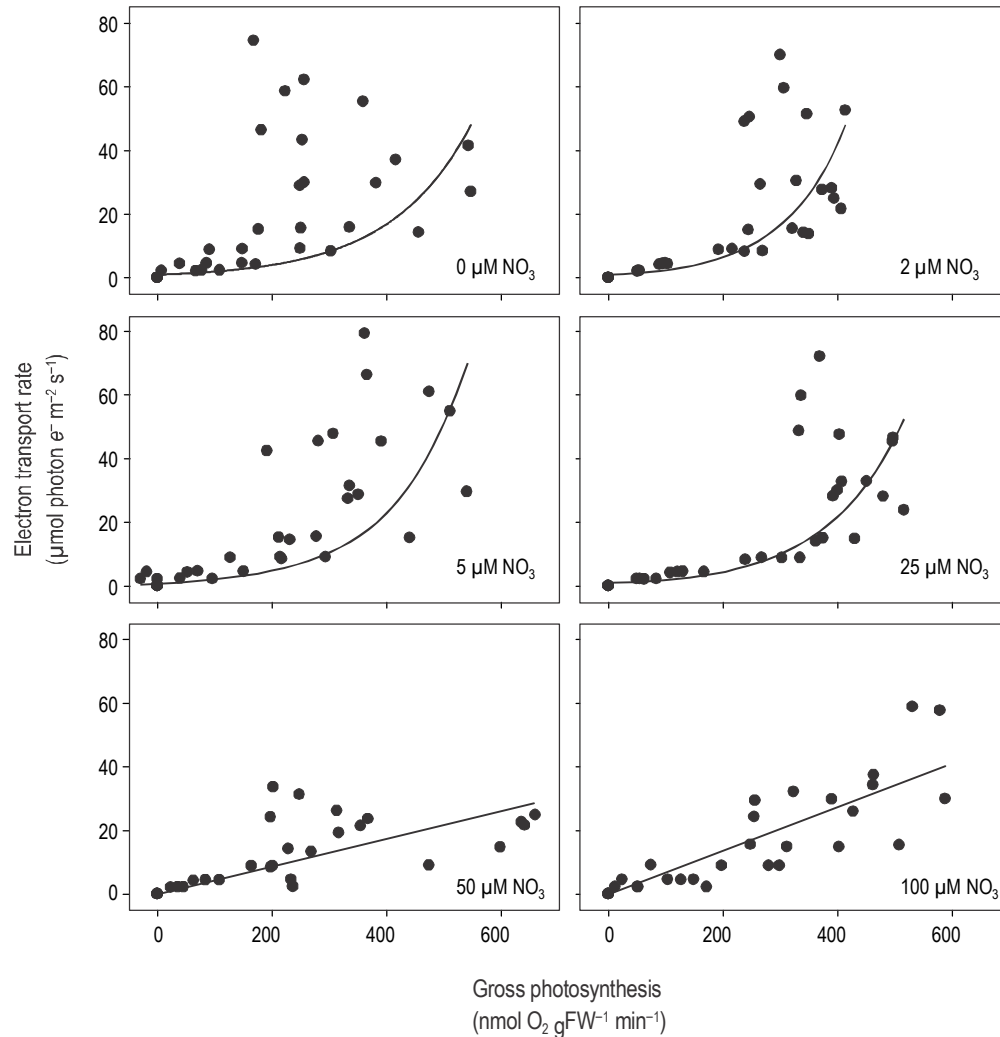 80
60
40
20
0
0 µM NO₃
2 µM NO₃
80
60
40
20
0
5 µM NO₃
25 µM NO₃
Electron transport rate
(µmol photon e⁻ m⁻² s⁻¹)
80
60
40
20
0
50 µM NO₃
100 µM NO₃
0 200 400 600
0 200 400 600
Gross photosynthesis
(nmol O₂ gFW⁻¹ min⁻¹)